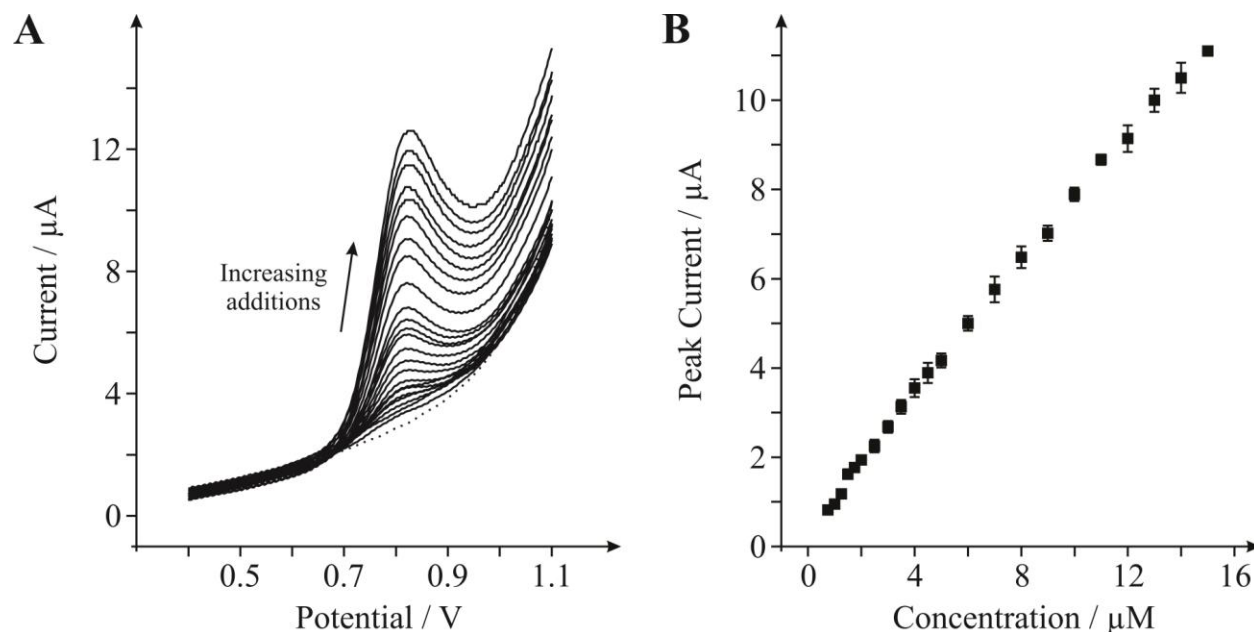 A
Current / µA
12
8
4
0
Increasing
additions
0.5 0.7 0.9 1.1
Potential / V
B
Peak Current / µA
10
8
6
4
2
0
0 4 8 12 16
Concentration / µM